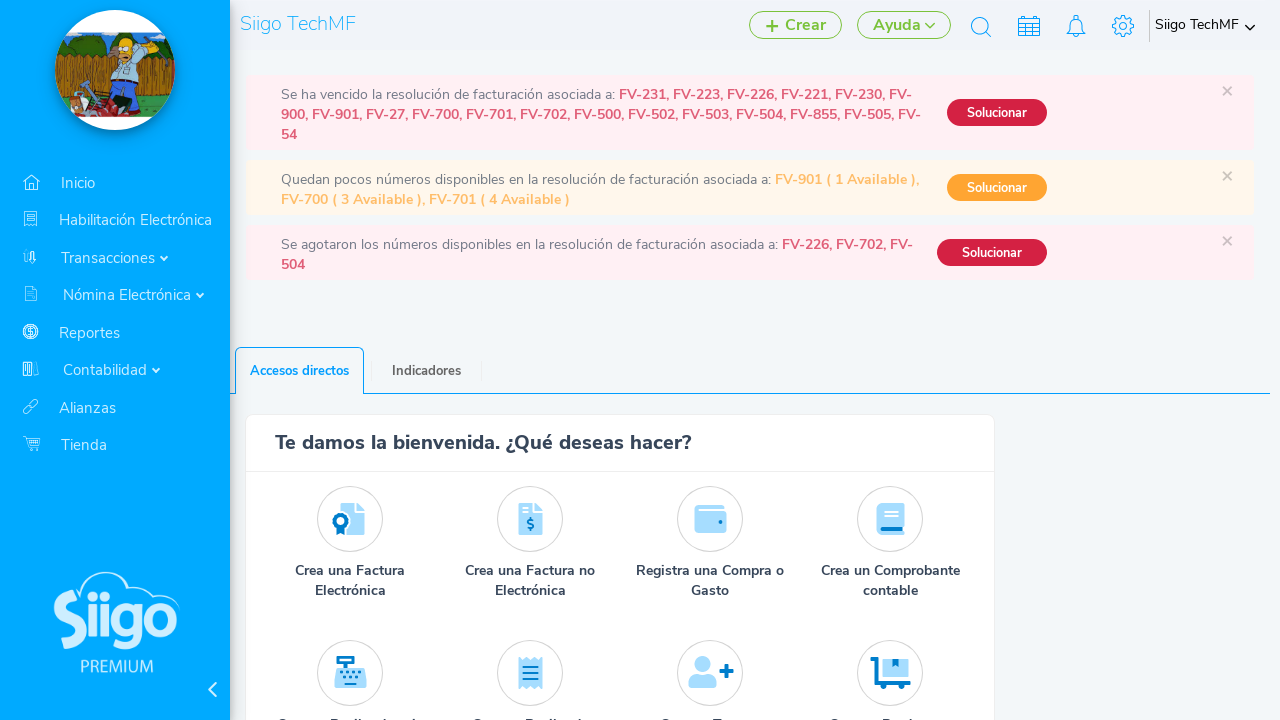 Siigo TechMF
Crear
Ayuda
Siigo TechMF
Inicio
Habilitación Electrónica
Transacciones
Nómina Electrónica
Reportes
Contabilidad
Alianzas
Tienda
Siigo
PREMIUM
Se ha vencido la resolución de facturación asociada a: FV-231, FV-223, FV-226, FV-221, FV-230, FV-
900, FV-901, FV-27, FV-700, FV-701, FV-702, FV-500, FV-502, FV-503, FV-504, FV-855, FV-505, FV-
54
Solucionar
Quedan pocos números disponibles en la resolución de facturación asociada a: FV-901 ( 1 Available ),
FV-700 ( 3 Available ), FV-701 ( 4 Available )
Solucionar
Se agotaron los números disponibles en la resolución de facturación asociada a: FV-226, FV-702, FV-
504
Solucionar
Accesos directos
Indicadores
Te damos la bienvenida. ¿Qué deseas hacer?
Crea una Factura
Electrónica
Crea una Factura no
Electrónica
Registra una Compra o
Gasto
Crea un Comprobante
contable